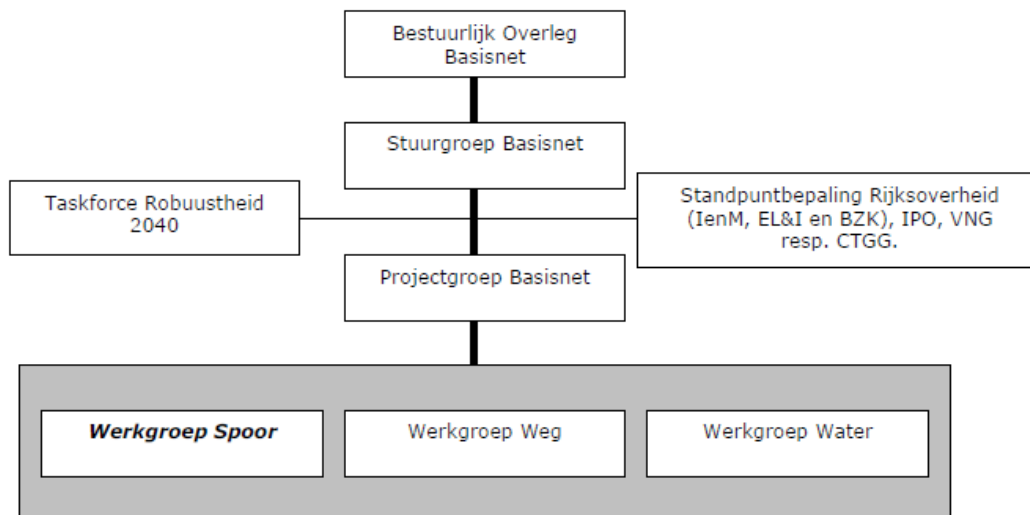 Bestuurlijk Overleg
Basisnet
Stuurgroep Basisnet
Taskforce Robuustheid
2040
Standpuntbepaling Rijksoverheid
(IenM, EL&I en BZK), IPO, VNG
resp. CTGG.
Projectgroep Basisnet
Werkgroep Spoor
Werkgroep Weg
Werkgroep Water